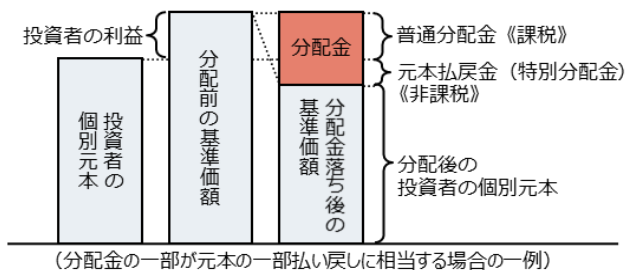 投資者の利益
投資者の
個別元本
分配前の基準価額
分配金
分配金落ち後の
基準価額
普通分配金《課税》
元本払戻金（特別分配金）
《非課税》
分配後の
投資者の個別元本
（分配金の一部が元本の一部払い戻しに相当する場合の一例）